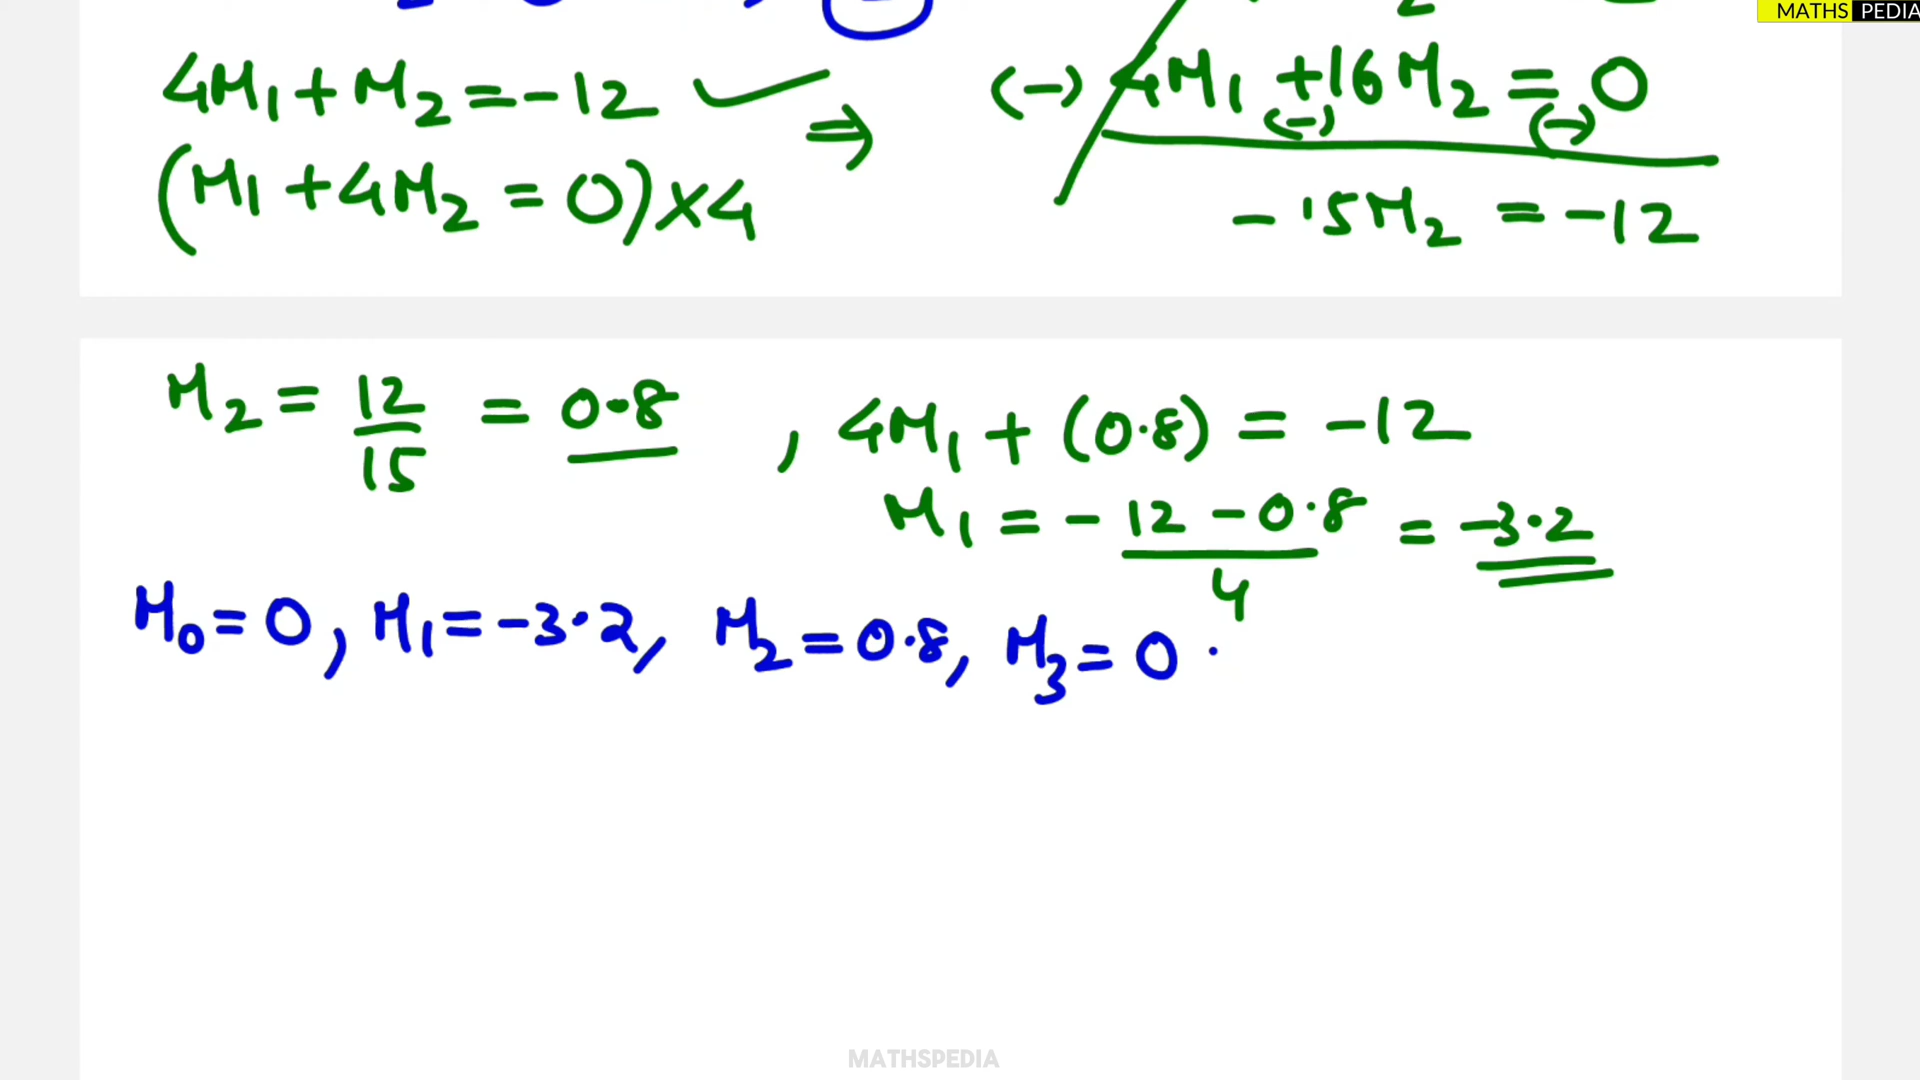 MATHS PEDIA
4M₁ + M₂ = -12 ✓
(M₁ + 4M₂ = 0) × 4
⇒
(-) 4M₁ + 16M₂ = 0
(-) (-)
- 15M₂ = -12
M₂ = 12/15 = 0.8 , 4M₁ + (0.8) = -12
M₁ = - 12 - 0.8 / 4 = -3.2
M₀ = 0, M₁ = -3.2, M₂ = 0.8, M₃ = 0 .
MATHSPEDIA